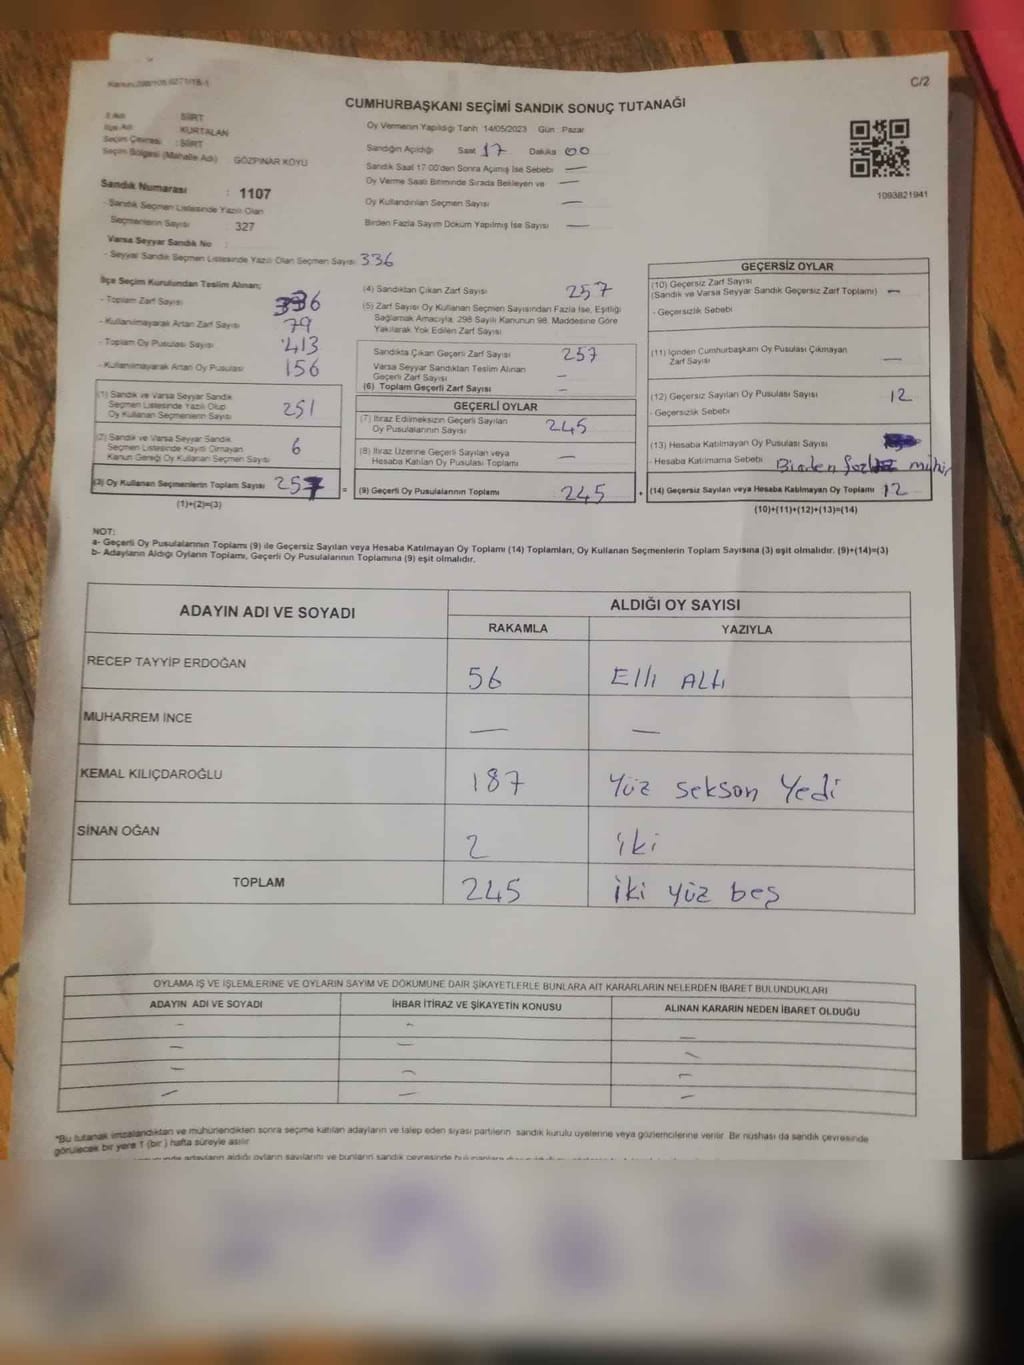 C/2
CUMHURBAŞKANI SEÇİMİ SANDIK SONUÇ TUTANAĞI
İl Adı SİİRT
İlçe Adı KURTALAN
Seçim Çevresi : SİİRT
Seçim Bölgesi (Mahalle Adı) GÖZPINAR KÖYÜ
Sandık Numarası : 1107
- Sandık Seçmen Listesinde Yazılı Olan
Seçmenlerin Sayısı : 327
Varsa Seyyar Sandık No :
- Seyyar Sandık Seçmen Listesinde Yazılı Olan Seçmen Sayısı 336
Oy Vermenin Yapıldığı Tarih 14/05/2023 Gün : Pazar
Sandığın Açıldığı Saat 17 Dakika 00
Sandık Saat 17:00'den Sonra Açılmış İse Sebebi —
Oy Verme Saati Bitiminde Sırada Bekleyen ve —
Oy Kullandırılan Seçmen Sayısı —
Birden Fazla Sayım Döküm Yapılmış İse Sayısı —
1093821941
İlçe Seçim Kurulundan Teslim Alınan;
- Toplam Zarf Sayısı 336
- Kullanılmayarak Artan Zarf Sayısı 79
- Toplam Oy Pusulası Sayısı 413
- Kullanılmayarak Artan Oy Pusulası 156
(1) Sandık ve Varsa Seyyar Sandık
Seçmen Listesinde Yazılı Olup
Oy Kullanan Seçmenlerin Sayısı 251
(2) Sandık ve Varsa Seyyar Sandık
Seçmen Listesinde Kayıtlı Olmayan
Kanun Gereği Oy Kullanan Seçmen Sayısı 6
(3) Oy Kullanan Seçmenlerin Toplam Sayısı 257 =
(1)+(2)=(3)
(4) Sandıktan Çıkan Zarf Sayısı 257
(5) Zarf Sayısı Oy Kullanan Seçmen Sayısından Fazla İse, Eşitliği
Sağlamak Amacıyla, 298 Sayılı Kanunun 98. Maddesine Göre
Yakılarak Yok Edilen Zarf Sayısı
Sandıkta Çıkan Geçerli Zarf Sayısı 257
Varsa Seyyar Sandıktan Teslim Alınan
Geçerli Zarf Sayısı —
(6) Toplam Geçerli Zarf Sayısı —
GEÇERLİ OYLAR
(7) İtiraz Edilmeksizin Geçerli Sayılan
Oy Pusulalarının Sayısı 245
(8) İtiraz Üzerine Geçerli Sayılan veya
Hesaba Katılan Oy Pusulası Toplamı —
(9) Geçerli Oy Pusulalarının Toplamı 245 +
GEÇERSİZ OYLAR
(10) Geçersiz Zarf Sayısı
(Sandık ve Varsa Seyyar Sandık Geçersiz Zarf Toplamı) —
- Geçersizlik Sebebi
(11) İçinden Cumhurbaşkanı Oy Pusulası Çıkmayan
Zarf Sayısı —
(12) Geçersiz Sayılan Oy Pusulası Sayısı 12
- Geçersizlik Sebebi
(13) Hesaba Katılmayan Oy Pusulası Sayısı
- Hesaba Katılmama Sebebi Birden fazla mühür
(14) Geçersiz Sayılan veya Hesaba Katılmayan Oy Toplamı 12
(10)+(11)+(12)+(13)=(14)
NOT:
a- Geçerli Oy Pusulalarının Toplamı (9) ile Geçersiz Sayılan veya Hesaba Katılmayan Oy Toplamı (14) Toplamları, Oy Kullanan Seçmenlerin Toplam Sayısına (3) eşit olmalıdır. (9)+(14)=(3)
b- Adayların Aldığı Oyların Toplamı, Geçerli Oy Pusulalarının Toplamına (9) eşit olmalıdır.
ADAYIN ADI VE SOYADI ALDIĞI OY SAYISI
RAKAMLA YAZIYLA
RECEP TAYYİP ERDOĞAN 56 Elli Altı
MUHARREM İNCE — —
KEMAL KILIÇDAROĞLU 187 Yüz seksen Yedi
SİNAN OĞAN 2 iki
TOPLAM 245 iki yüz beş
OYLAMA İŞ VE İŞLEMLERİNE VE OYLARIN SAYIM VE DÖKÜMÜNE DAİR ŞİKAYETLERLE BUNLARA AİT KARARLARIN NELERDEN İBARET BULUNDUKLARI
ADAYIN ADI VE SOYADI İHBAR İTİRAZ VE ŞİKAYETİN KONUSU ALINAN KARARIN NEDEN İBARET OLDUĞU
— — —
— — —
— — —
— — —
*Bu tutanak imzalandıktan ve mühürlendikten sonra seçime katılan adayların ve talep eden siyasi partilerin sandık kurulu üyelerine veya gözlemcilerine verilir. Bir nüshası da sandık çevresinde
görülecek bir yere 1 (bir ) hafta süreyle asılır.